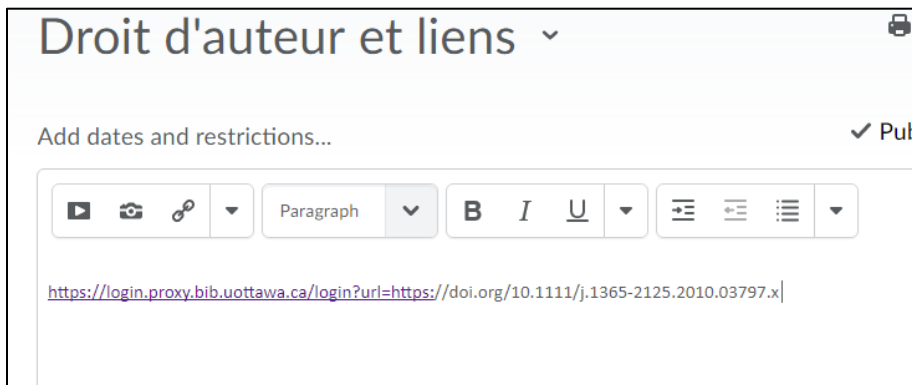 Droit d'auteur et liens
Add dates and restrictions...
Pub
Paragraph B I U
https://login.proxy.bib.uottawa.ca/login?url=https://doi.org/10.1111/j.1365-2125.2010.03797.x